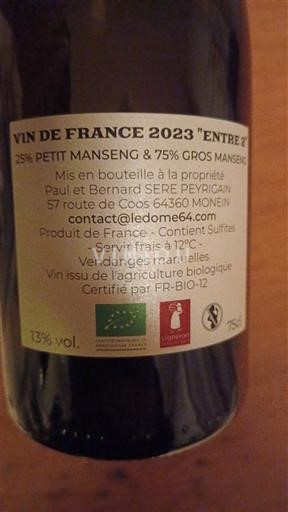 VIN DE FRANCE 2023 "ENTRE 2"
25% PETIT MANSENG & 75% GROS MANSENG
Mis en bouteille à la propriété
Paul et Bernard SERE PEYRIGAIN
57 route de Coos 64360 MONEIN
contact@ledome64.com
Produit de France - Contient Sulfites
- Servir frais à 12°C -
Vendanges manuelles
Vin issu de l'agriculture biologique
Certifié par FR-BIO-12
13% vol.
vigneron
75cl